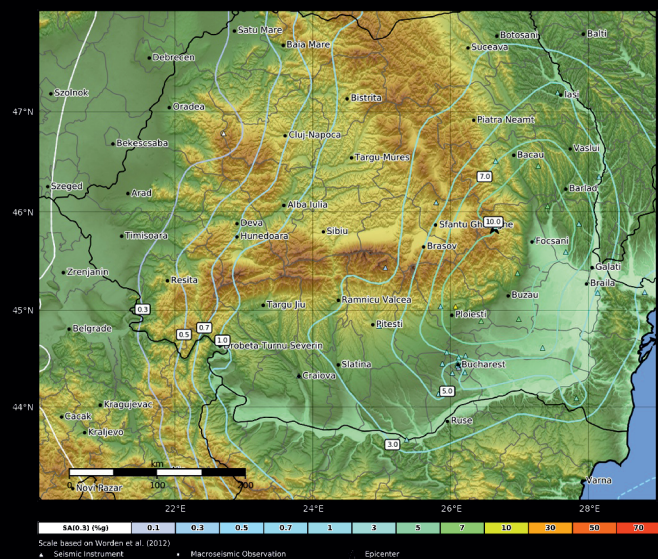 Satu Mare
Botosani
Balti
Baia Mare
Suceava
Debrecen
Szolnok
Bistrita
Iasi
47°N
Oradea
Piatra Neamt
Cluj-Napoca
Bekescsaba
Vaslui
Targu-Mures
Bacau
7.0
Szeged
Arad
Barlad
46°N
Alba Iulia
10.0
Deva
Sfantu Gheorghe
Timisoara
Hunedoara
Sibiu
Focsani
Brasov
Zrenjanin
Galati
Resita
Braila
Ramnicu Valcea
Buzau
45°N
0.3
Targu Jiu
Ploiesti
Belgrade
0.5
0.7
Pitesti
1.0
Drobeta-Turnu Severin
Slatina
Bucharest
Craiova
5.0
44°N
Kragujevac
Cacak
Ruse
Kraljevo
3.0
km
0 100 200
Novi Pazar
Varna
22°E 24°E 26°E 28°E
SA(0.3) (%g) 0.1 0.3 0.5 0.7 1 3 5 7 10 30 50 70
Scale based on Worden et al. (2012)
Seismic Instrument Macroseismic Observation Epicenter